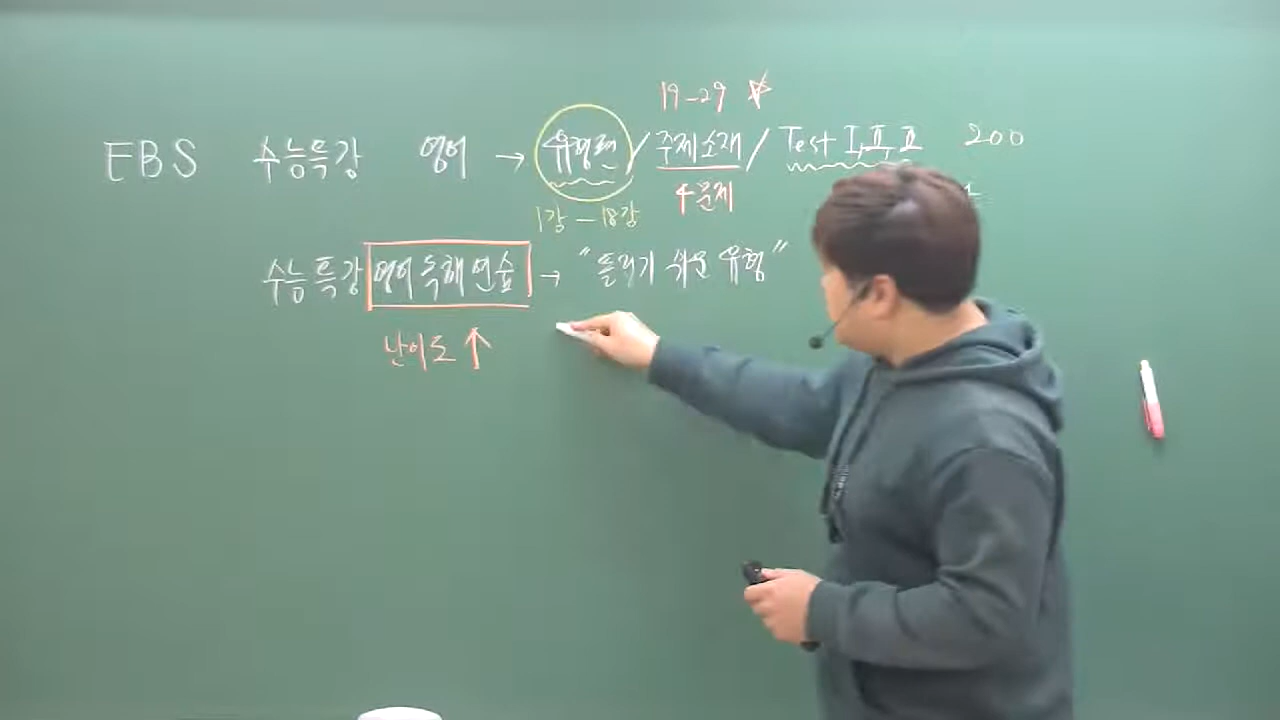 19-29 ☆
EBS 수능특강 영어 → 유형편 / 주제소재 / Test I, II, III 200
1강 - 18강 4문제
수능특강 영어독해연습 → "틀리기 쉬운 유형"
난이도 ↑